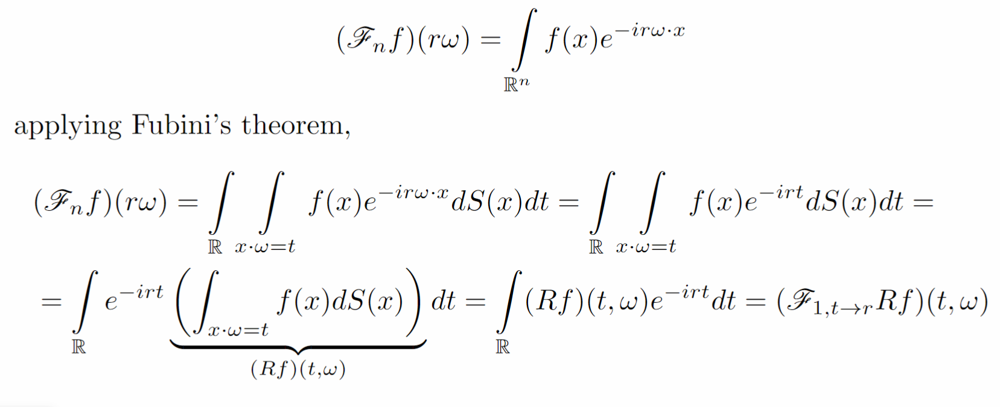 $(\mathscr{F}_n f)(r\omega) = \int\limits_{\mathbb{R}^n} f(x)e^{-ir\omega \cdot x}$
applying Fubini's theorem,
$(\mathscr{F}_n f)(r\omega) = \int\limits_{\mathbb{R}} \int\limits_{x\cdot\omega=t} f(x)e^{-ir\omega\cdot x}dS(x)dt = \int\limits_{\mathbb{R}} \int\limits_{x\cdot\omega=t} f(x)e^{-irt}dS(x)dt =$
$= \int\limits_{\mathbb{R}} e^{-irt} \underbrace{\left(\int_{x\cdot\omega=t} f(x)dS(x)\right)}_{(Rf)(t,\omega)} dt = \int\limits_{\mathbb{R}} (Rf)(t,\omega)e^{-irt}dt = (\mathscr{F}_{1,t\to r}Rf)(t,\omega)$